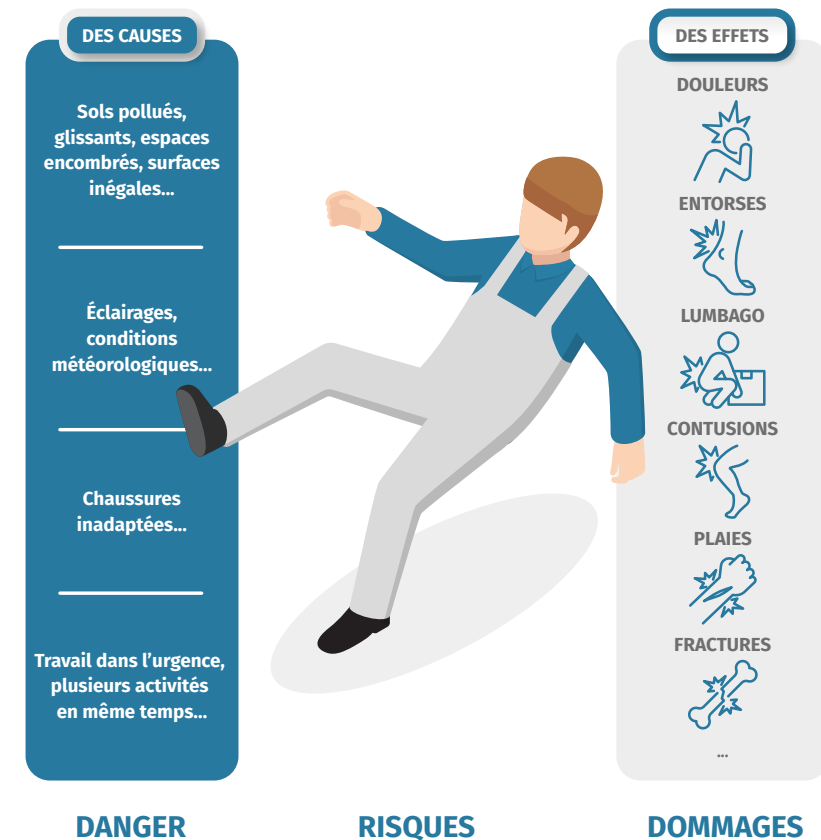 DES CAUSES
Sols pollués,
glissants, espaces
encombrés, surfaces
inégales...
Éclairages,
conditions
météorologiques...
Chaussures
inadaptées...
Travail dans l’urgence,
plusieurs activités
en même temps...
DANGER
RISQUES
DES EFFETS
DOULEURS
ENTORSES
LUMBAGO
CONTUSIONS
PLAIES
FRACTURES
...
DOMMAGES